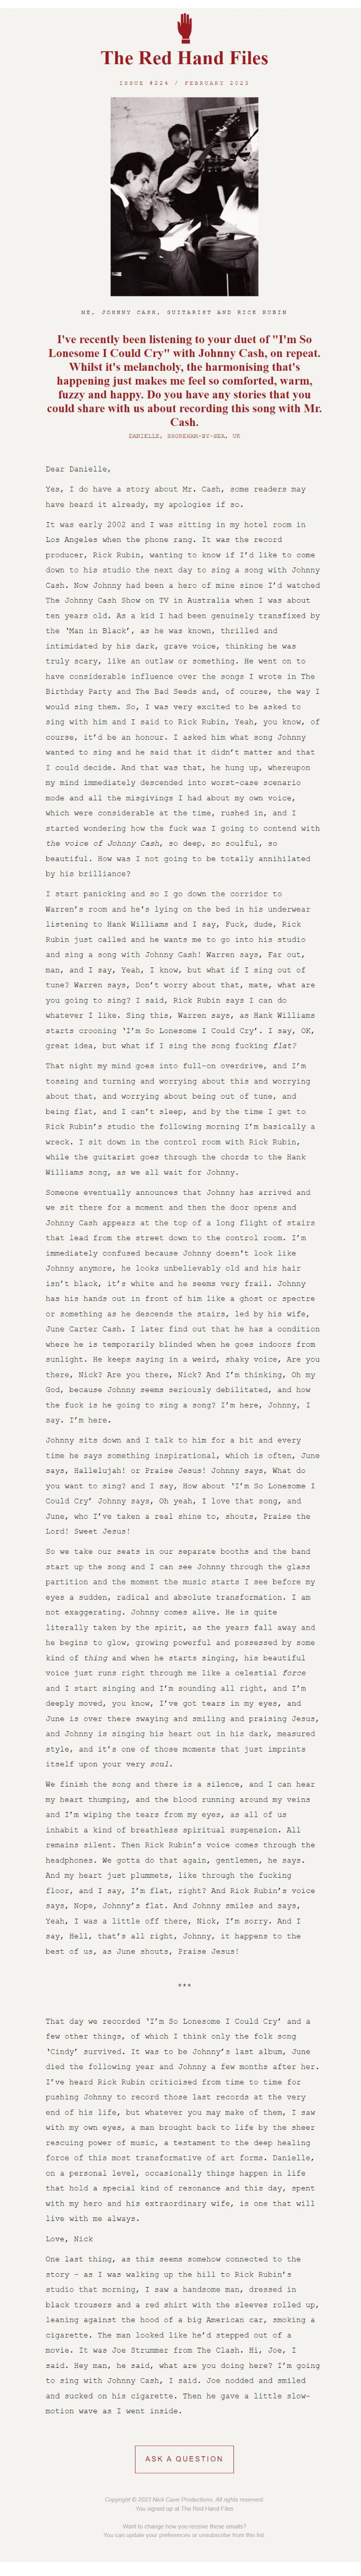 The Red Hand Files
ISSUE #224 / FEBRUARY 2023
ME, JOHNNY CASH, GUITARIST AND RICK RUBIN
I've recently been listening to your duet of "I'm So
Lonesome I Could Cry" with Johnny Cash, on repeat.
Whilst it's melancholy, the harmonising that's
happening just makes me feel so comforted, warm,
fuzzy and happy. Do you have any stories that you
could share with us about recording this song with Mr.
Cash.
DANIELLE, SHOREHAM-BY-SEA, UK
Dear Danielle,
Yes, I do have a story about Mr. Cash, some readers may
have heard it already, my apologies if so.
It was early 2002 and I was sitting in my hotel room in
Los Angeles when the phone rang. It was the record
producer, Rick Rubin, wanting to know if I'd like to come
down to his studio the next day to sing a song with Johnny
Cash. Now Johnny had been a hero of mine since I'd watched
The Johnny Cash Show on TV in Australia when I was about
ten years old. As a kid I had been genuinely transfixed by
the ‘Man in Black’, as he was known, thrilled and
intimidated by his dark, grave voice, thinking he was
truly scary, like an outlaw or something. He went on to
have considerable influence over the songs I wrote in The
Birthday Party and The Bad Seeds and, of course, the way I
would sing them. So, I was very excited to be asked to
sing with him and I said to Rick Rubin, Yeah, you know, of
course, it'd be an honour. I asked him what song Johnny
wanted to sing and he said that it didn't matter and that
I could decide. And that was that, he hung up, whereupon
my mind immediately descended into worst-case scenario
mode and all the misgivings I had about my own voice,
which were considerable at the time, rushed in, and I
started wondering how the fuck was I going to contend with
the voice of Johnny Cash, so deep, so soulful, so
beautiful. How was I not going to be totally annihilated
by his brilliance?
I start panicking and so I go down the corridor to
Warren's room and he's lying on the bed in his underwear
listening to Hank Williams and I say, Fuck, dude, Rick
Rubin just called and he wants me to go into his studio
and sing a song with Johnny Cash! Warren says, Far out,
man, and I say, Yeah, I know, but what if I sing out of
tune? Warren says, Don't worry about that, mate, what are
you going to sing? I said, Rick Rubin says I can do
whatever I like. Sing this, Warren says, as Hank Williams
starts crooning ‘I'm So Lonesome I Could Cry’. I say, OK,
great idea, but what if I sing the song fucking flat?
That night my mind goes into full-on overdrive, and I'm
tossing and turning and worrying about this and worrying
about that, and worrying about being out of tune, and
being flat, and I can't sleep, and by the time I get to
Rick Rubin's studio the following morning I'm basically a
wreck. I sit down in the control room with Rick Rubin,
while the guitarist goes through the chords to the Hank
Williams song, as we all wait for Johnny.
Someone eventually announces that Johnny has arrived and
we sit there for a moment and then the door opens and
Johnny Cash appears at the top of a long flight of stairs
that lead from the street down to the control room. I'm
immediately confused because Johnny doesn't look like
Johnny anymore, he looks unbelievably old and his hair
isn't black, it's white and he seems very frail. Johnny
has his hands out in front of him like a ghost or spectre
or something as he descends the stairs, led by his wife,
June Carter Cash. I later find out that he has a condition
where he is temporarily blinded when he goes indoors from
sunlight. He keeps saying in a weird, shaky voice, Are you
there, Nick? Are you there, Nick? And I'm thinking, Oh my
God, because Johnny seems seriously debilitated, and how
the fuck is he going to sing a song? I'm here, Johnny, I
say. I'm here.
Johnny sits down and I talk to him for a bit and every
time he says something inspirational, which is often, June
says, Hallelujah! or Praise Jesus! Johnny says, What do
you want to sing? and I say, How about ‘I'm So Lonesome I
Could Cry’ Johnny says, Oh yeah, I love that song, and
June, who I've taken a real shine to, shouts, Praise the
Lord! Sweet Jesus!
So we take our seats in our separate booths and the band
start up the song and I can see Johnny through the glass
partition and the moment the music starts I see before my
eyes a sudden, radical and absolute transformation. I am
not exaggerating. Johnny comes alive. He is quite
literally taken by the spirit, as the years fall away and
he begins to glow, growing powerful and possessed by some
kind of thing and when he starts singing, his beautiful
voice just runs right through me like a celestial force
and I start singing and I'm sounding all right, and I'm
deeply moved, you know, I've got tears in my eyes, and
June is over there swaying and smiling and praising Jesus,
and Johnny is singing his heart out in his dark, measured
style, and it's one of those moments that just imprints
itself upon your very soul.
We finish the song and there is a silence, and I can hear
my heart thumping, and the blood running around my veins
and I'm wiping the tears from my eyes, as all of us
inhabit a kind of breathless spiritual suspension. All
remains silent. Then Rick Rubin's voice comes through the
headphones. We gotta do that again, gentlemen, he says.
And my heart just plummets, like through the fucking
floor, and I say, I'm flat, right? And Rick Rubin's voice
says, Nope, Johnny's flat. And Johnny smiles and says,
Yeah, I was a little off there, Nick, I'm sorry. And I
say, Hell, that's all right, Johnny, it happens to the
best of us, as June shouts, Praise Jesus!
***
That day we recorded ‘I'm So Lonesome I Could Cry’ and a
few other things, of which I think only the folk song
‘Cindy’ survived. It was to be Johnny's last album, June
died the following year and Johnny a few months after her.
I've heard Rick Rubin criticised from time to time for
pushing Johnny to record those last records at the very
end of his life, but whatever you may make of them, I saw
with my own eyes, a man brought back to life by the sheer
rescuing power of music, a testament to the deep healing
force of this most transformative of art forms. Danielle,
on a personal level, occasionally things happen in life
that hold a special kind of resonance and this day, spent
with my hero and his extraordinary wife, is one that will
live with me always.
Love, Nick
One last thing, as this seems somehow connected to the
story – as I was walking up the hill to Rick Rubin's
studio that morning, I saw a handsome man, dressed in
black trousers and a red shirt with the sleeves rolled up,
leaning against the hood of a big American car, smoking a
cigarette. The man looked like he'd stepped out of a
movie. It was Joe Strummer from The Clash. Hi, Joe, I
said. Hey man, he said, what are you doing here? I'm going
to sing with Johnny Cash, I said. Joe nodded and smiled
and sucked on his cigarette. Then he gave a little slow-
motion wave as I went inside.
ASK A QUESTION
Copyright © 2023 Nick Cave Productions, All rights reserved.
You signed up at The Red Hand Files
Want to change how you receive these emails?
You can update your preferences or unsubscribe from this list.